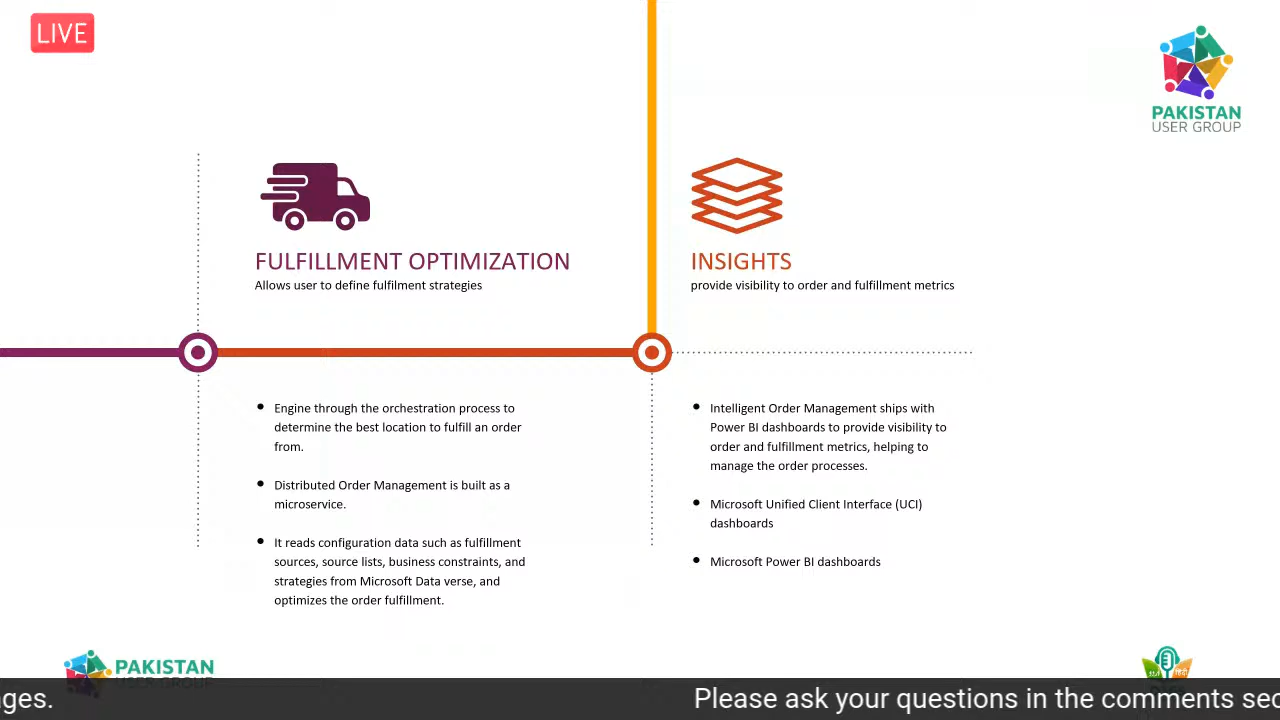 LIVE
PAKISTAN
USER GROUP
FULFILLMENT OPTIMIZATION
Allows user to define fulfilment strategies
INSIGHTS
provide visibility to order and fulfillment metrics
Engine through the orchestration process to
determine the best location to fulfill an order
from.
Distributed Order Management is built as a
microservice.
It reads configuration data such as fulfillment
sources, source lists, business constraints, and
strategies from Microsoft Data verse, and
optimizes the order fulfillment.
Intelligent Order Management ships with
Power BI dashboards to provide visibility to
order and fulfillment metrics, helping to
manage the order processes.
Microsoft Unified Client Interface (UCI)
dashboards
Microsoft Power BI dashboards
PAKISTAN
USER GROUP
हिंदी
ges.
Please ask your questions in the comments sec